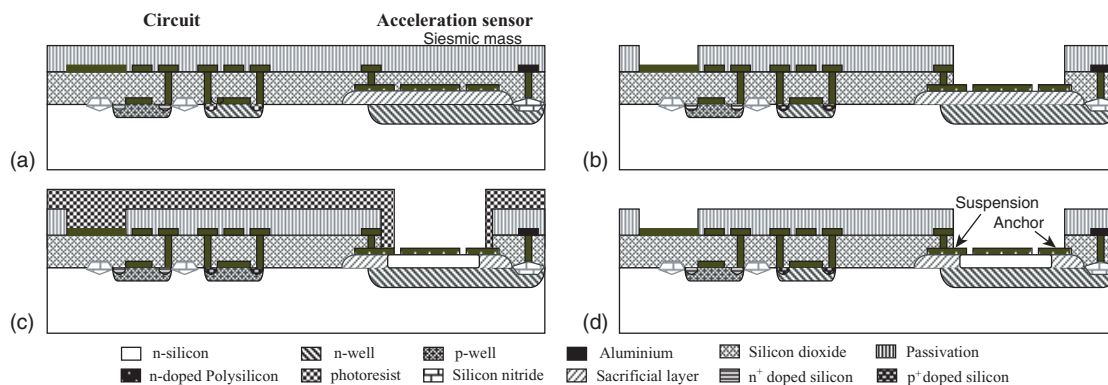 Circuit
Acceleration sensor
Siesmic mass
(a)
(b)
Suspension
Anchor
(c)
(d)
n-silicon
n-well
p-well
Aluminium
Silicon dioxide
Passivation
n-doped Polysilicon
photoresist
Silicon nitride
Sacrificial layer
n+ doped silicon
p+doped silicon